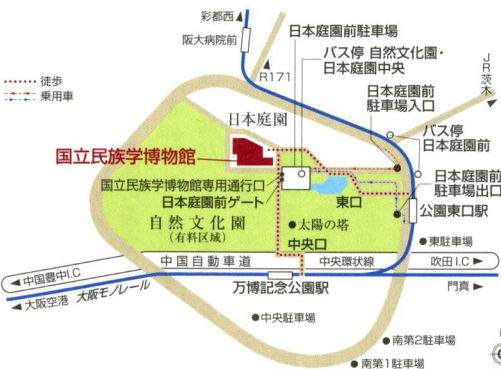 彩都西
阪大病院前
日本庭園前駐車場
バス停 自然文化園・
日本庭園中央
R171
JR茨木
徒歩
乗用車
日本庭園前
駐車場入口
日本庭園
バス停
日本庭園前
国立民族学博物館
国立民族学博物館専用通行口
日本庭園前ゲート
日本庭園前
駐車場出口
東口
公園東口駅
自然文化園
(有料区域)
太陽の塔
中央口
東駐車場
中国自動車道
中央環状線
吹田I.C
中国豊中I.C
大阪空港
大阪モノレール
万博記念公園駅
門真
中央駐車場
南第2駐車場
南第1駐車場